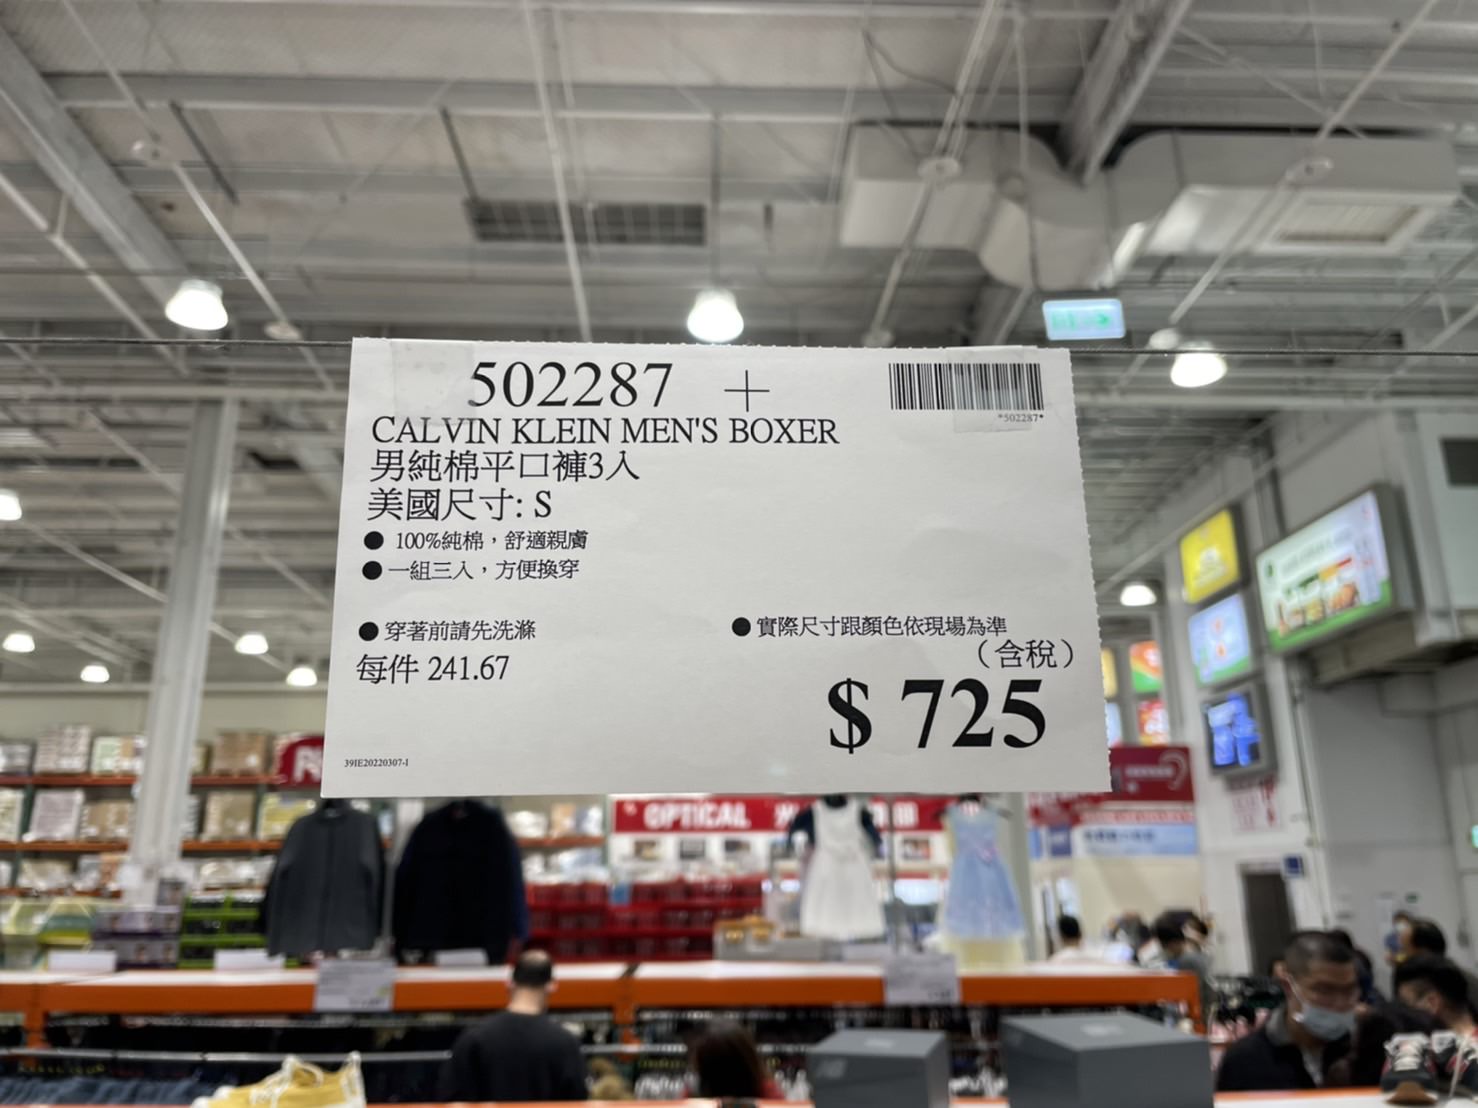 502287 +
*502287*
CALVIN KLEIN MEN'S BOXER
男純棉平口褲3入
美國尺寸: S
● 100%純棉，舒適親膚
● 一組三入，方便換穿
● 穿著前請先洗滌
● 實際尺寸跟顏色依現場為準
（含稅）
每件 241.67
$ 725
39IE20220307-1
OPTICAL